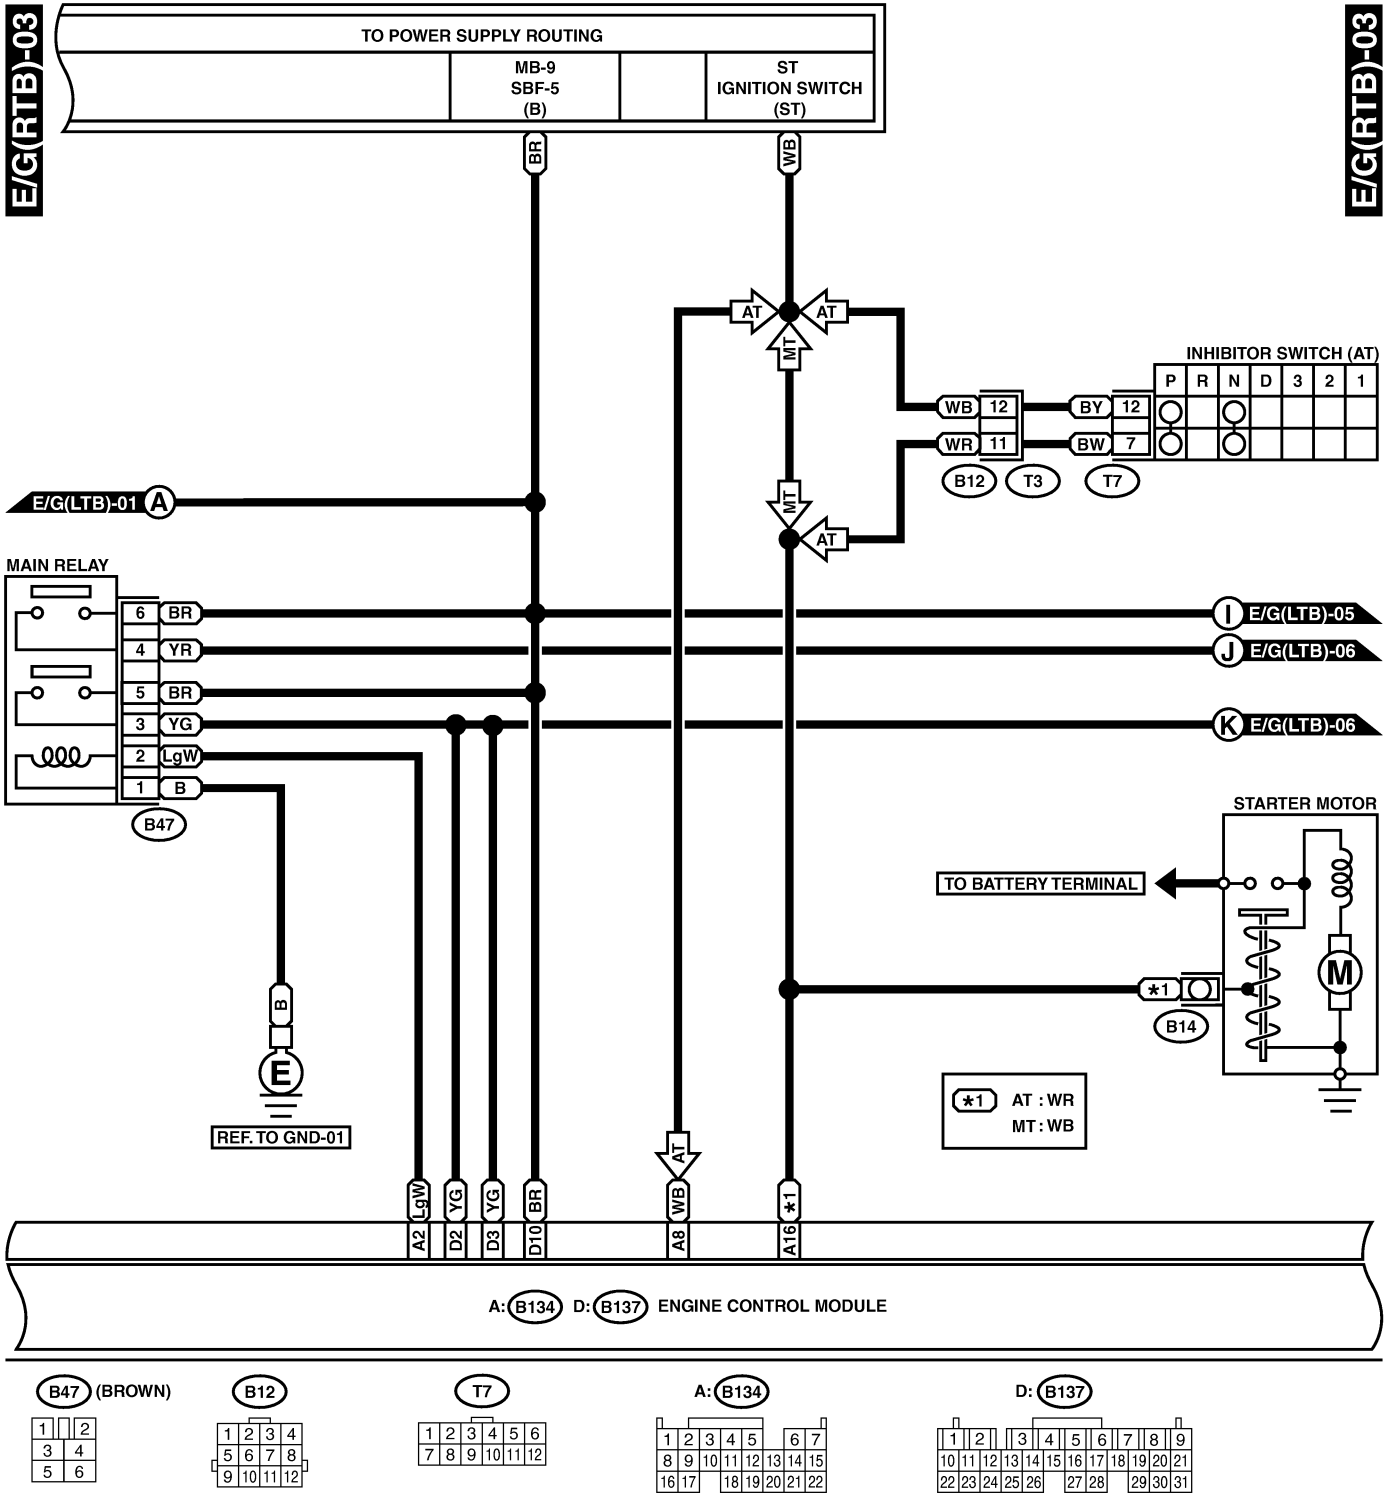 E/G(RTB)-03
E/G(RTB)-03
TO POWER SUPPLY ROUTING
MB-9
SBF-5
(B)
ST
IGNITION SWITCH
(ST)
BR
WB
AT
AT
MT
INHIBITOR SWITCH (AT)
P R N D 3 2 1
WB 12 BY 12
WR 11 BW 7
B12 T3 T7
MT
AT
E/G(LTB)-01 A
MAIN RELAY
6 BR
I E/G(LTB)-05
4 YR
J E/G(LTB)-06
5 BR
3 YG
K E/G(LTB)-06
2 LgW
1 B
B47
STARTER MOTOR
TO BATTERY TERMINAL
M
*1
B14
B
E
REF. TO GND-01
*1 AT : WR
MT : WB
AT
LgW YG YG BR WB *1
A2 D2 D3 D10 A8 A16
A: B134 D: B137 ENGINE CONTROL MODULE
B47 (BROWN)
1 2
3 4
5 6
B12
1 2 3 4
5 6 7 8
9 10 11 12
T7
1 2 3 4 5 6
7 8 9 10 11 12
A: B134
1 2 3 4 5 6 7
8 9 10 11 12 13 14 15
16 17 18 19 20 21 22
D: B137
1 2 3 4 5 6 7 8 9
10 11 12 13 14 15 16 17 18 19 20 21
22 23 24 25 26 27 28 29 30 31